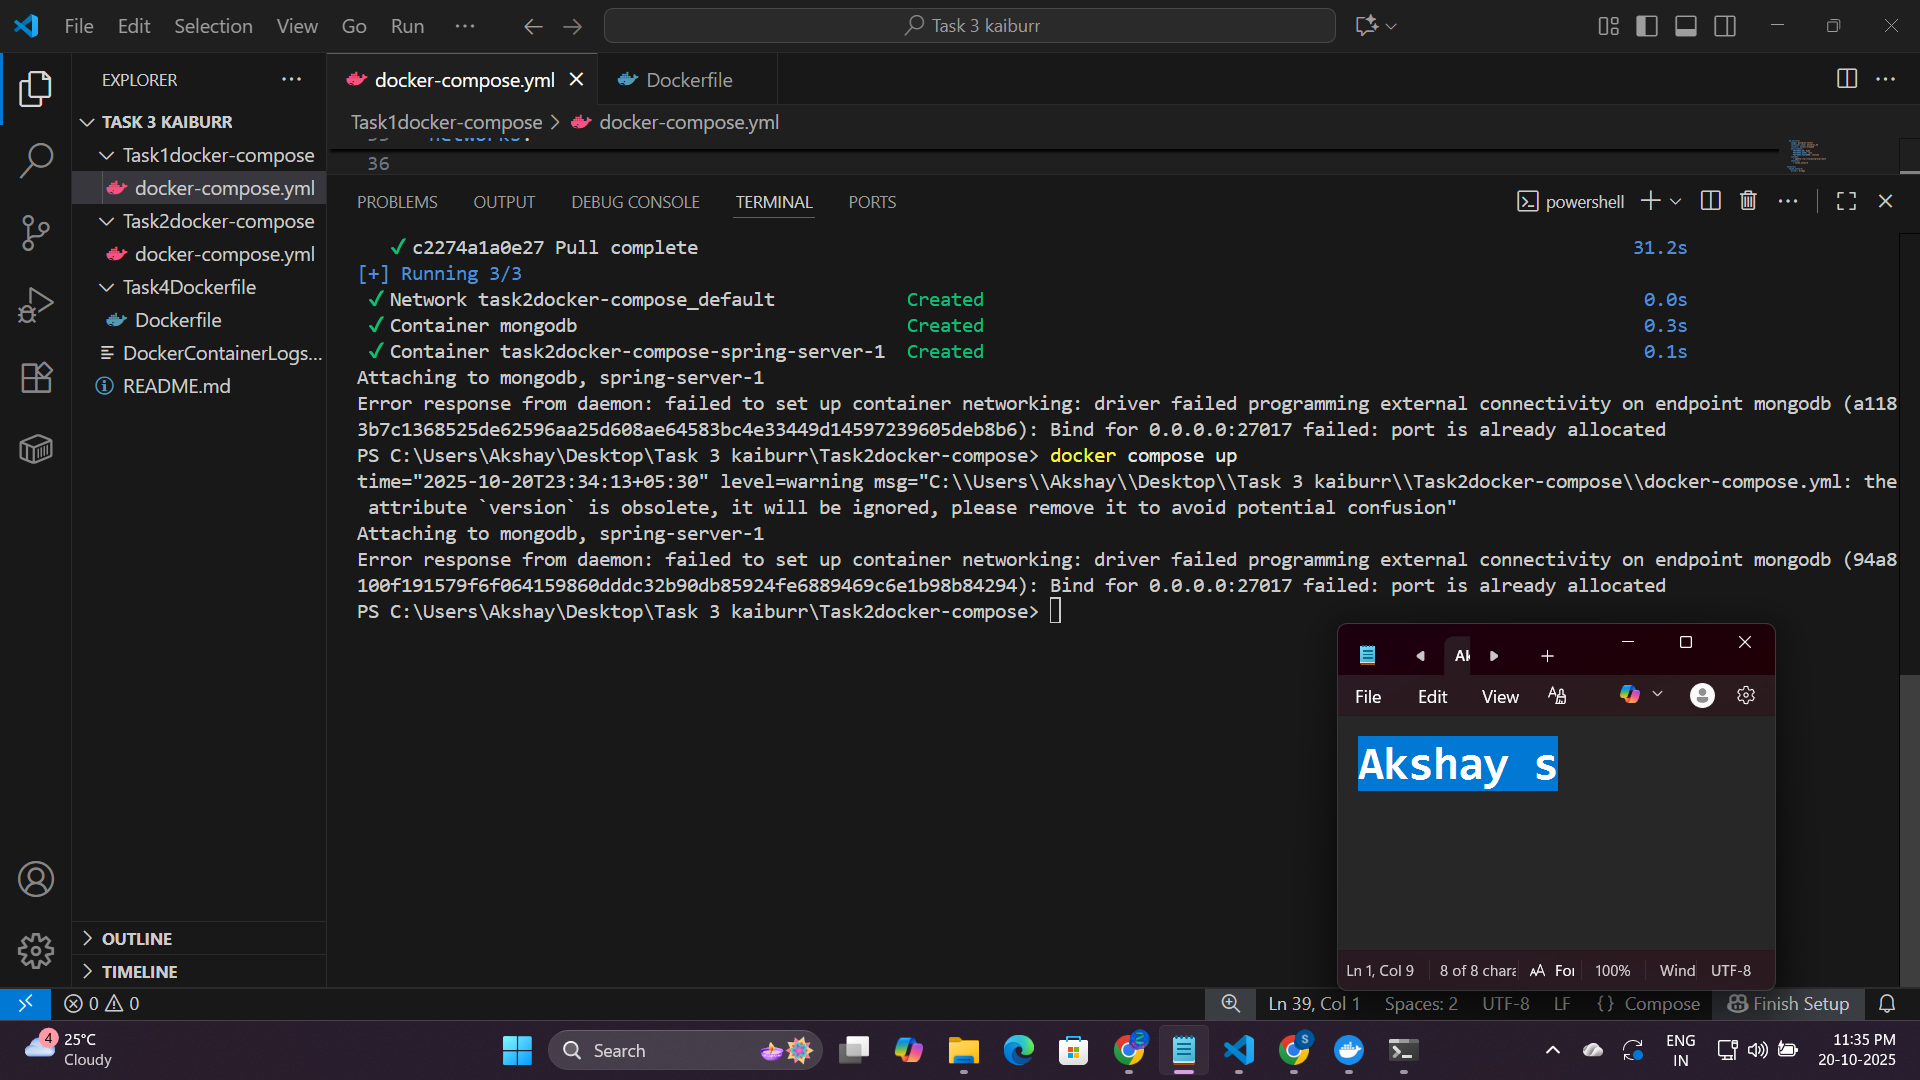 File Edit Selection View Go Run ··· Task 3 kaiburr
EXPLORER
docker-compose.yml
Dockerfile
TASK 3 KAIBURR
Task1docker-compose
docker-compose.yml
Task2docker-compose
docker-compose.yml
Task4Dockerfile
Dockerfile
DockerContainerLogs...
README.md
OUTLINE
TIMELINE
Task1docker-compose > docker-compose.yml
36
PROBLEMS OUTPUT DEBUG CONSOLE TERMINAL PORTS
powershell
✓ c2274a1a0e27 Pull complete 31.2s
[+] Running 3/3
✓ Network task2docker-compose_default Created 0.0s
✓ Container mongodb Created 0.3s
✓ Container task2docker-compose-spring-server-1 Created 0.1s
Attaching to mongodb, spring-server-1
Error response from daemon: failed to set up container networking: driver failed programming external connectivity on endpoint mongodb (a118
3b7c1368525de62596aa25d608ae64583bc4e33449d14597239605deb8b6): Bind for 0.0.0.0:27017 failed: port is already allocated
PS C:\Users\Akshay\Desktop\Task 3 kaiburr\Task2docker-compose> docker compose up
time="2025-10-20T23:34:13+05:30" level=warning msg="C:\\Users\\Akshay\\Desktop\\Task 3 kaiburr\\Task2docker-compose\\docker-compose.yml: the
attribute `version` is obsolete, it will be ignored, please remove it to avoid potential confusion"
Attaching to mongodb, spring-server-1
Error response from daemon: failed to set up container networking: driver failed programming external connectivity on endpoint mongodb (94a8
100f191579f6f064159860dddc32b90db85924fe6889469c6e1b98b84294): Bind for 0.0.0.0:27017 failed: port is already allocated
PS C:\Users\Akshay\Desktop\Task 3 kaiburr\Task2docker-compose>
Ak
File Edit View
Akshay s
Ln 1, Col 9 8 of 8 chara For 100% Wind UTF-8
0 0
Ln 39, Col 1 Spaces: 2 UTF-8 LF {} Compose Finish Setup
4 25°C
Cloudy
Search
ENG
IN
11:35 PM
20-10-2025